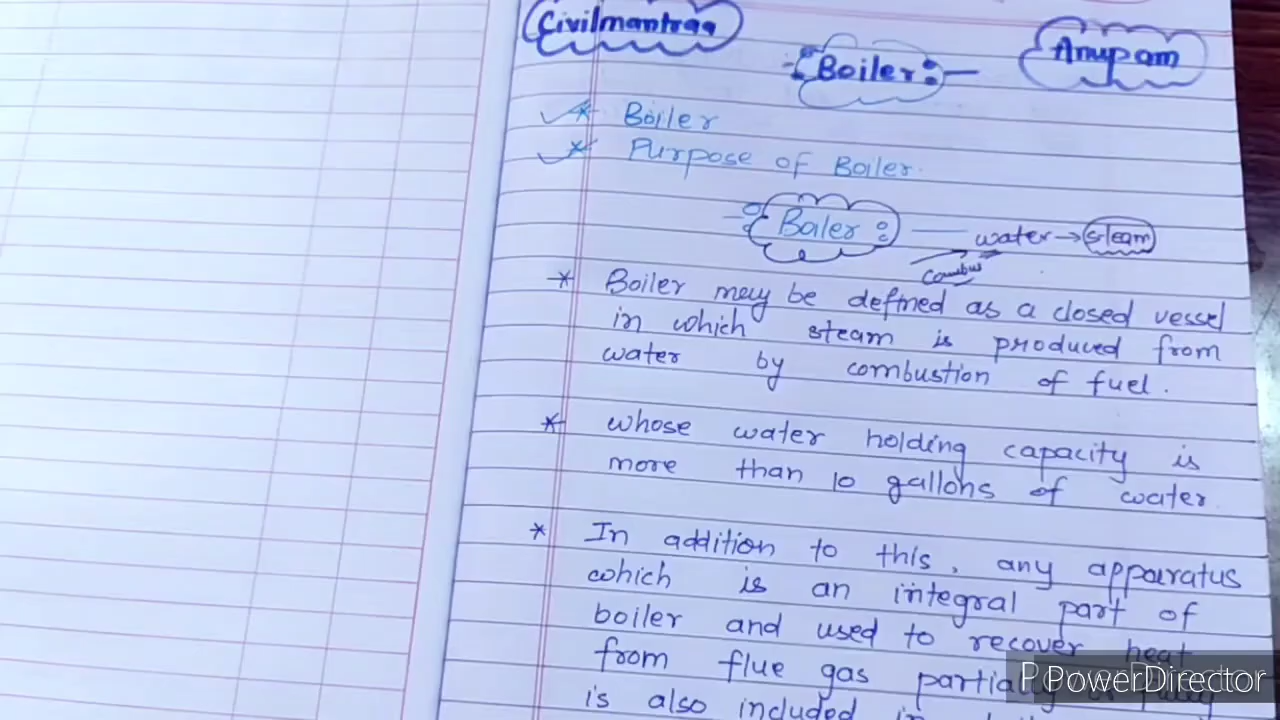 Civilmantraa
Boiler
Anupam
Boiler
Purpose of Boiler.
Boiler
water → steam
Combus
* Boiler may be defined as a closed vessel
in which steam is produced from
water by combustion of fuel.
* whose water holding capacity is
more than 10 gallons of water.
* In addition to this, any apparatus
which is an integral part of
boiler and used to recover heat
from flue gas partially
is also included in
PowerDirector